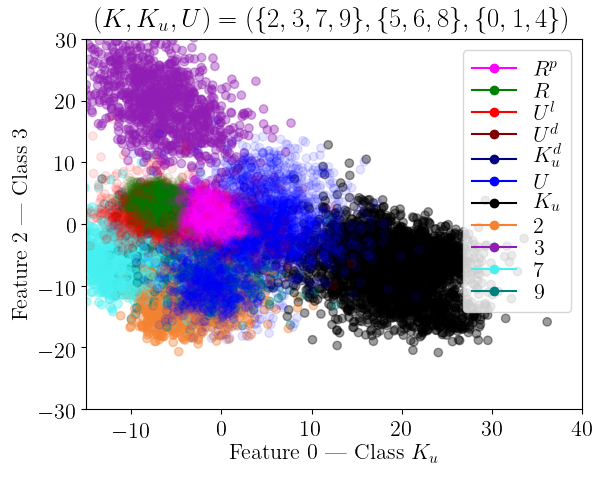 (K, K_u, U) = ({2, 3, 7, 9}, {5, 6, 8}, {0, 1, 4})
30
20
10
0
−10
−20
−30
Feature 2 — Class 3
R^p
R
U^l
U^d
K_u^d
U
K_u
2
3
7
9
−10 0 10 20 30 40
Feature 0 — Class K_u